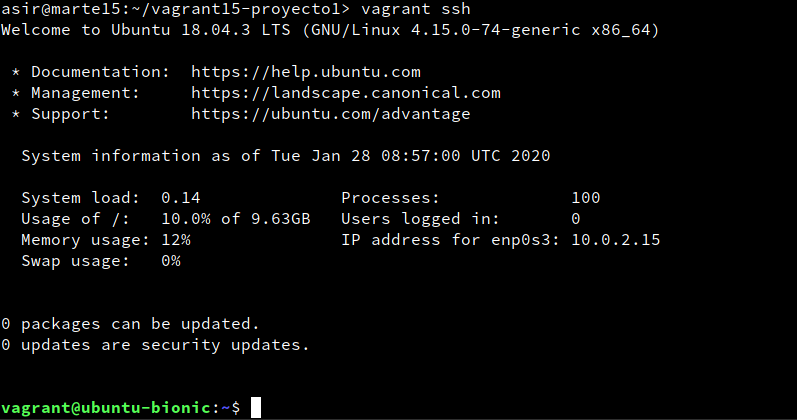 asir@marte15:~/vagrant15-proyecto1> vagrant ssh
Welcome to Ubuntu 18.04.3 LTS (GNU/Linux 4.15.0-74-generic x86_64)
* Documentation:  https://help.ubuntu.com
* Management:     https://landscape.canonical.com
* Support:        https://ubuntu.com/advantage
System information as of Tue Jan 28 08:57:00 UTC 2020
System load:  0.14              Processes:             100
Usage of /:   10.0% of 9.63GB   Users logged in:       0
Memory usage: 12%               IP address for enp0s3: 10.0.2.15
Swap usage:   0%
0 packages can be updated.
0 updates are security updates.
vagrant@ubuntu-bionic:~$